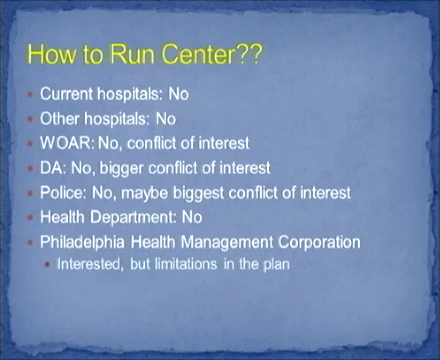 How to Run Center??
Current hospitals: No
Other hospitals: No
WOAR: No, conflict of interest
DA: No, bigger conflict of interest
Police: No, maybe biggest conflict of interest
Health Department: No
Philadelphia Health Management Corporation
Interested, but limitations in the plan